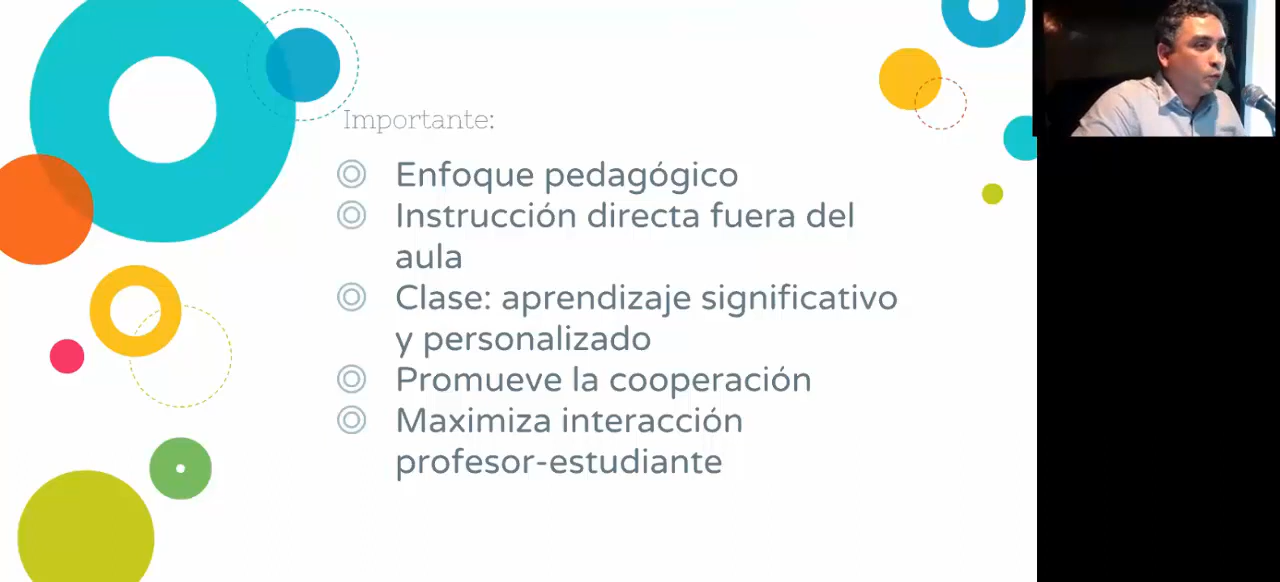 Importante:
Enfoque pedagógico
Instrucción directa fuera del
aula
Clase: aprendizaje significativo
y personalizado
Promueve la cooperación
Maximiza interacción
profesor-estudiante